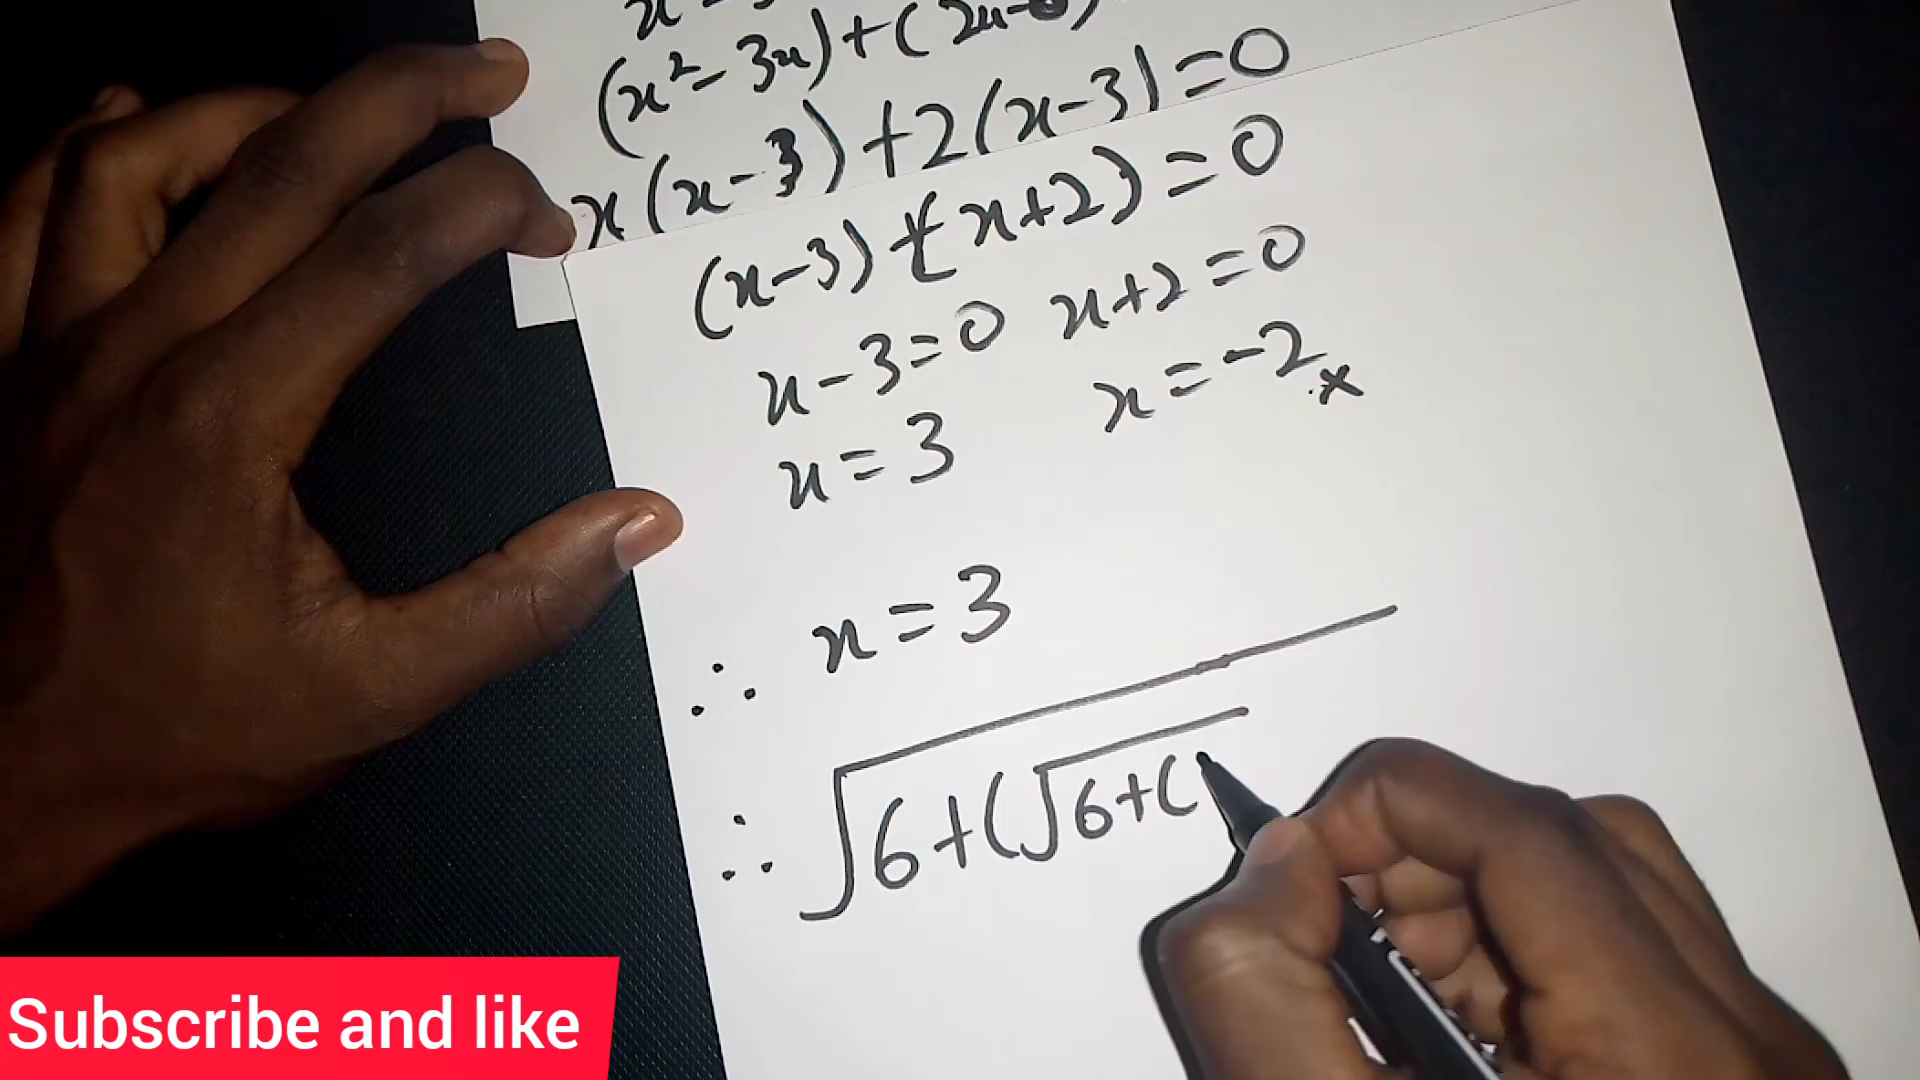 (x²-3x)+(2x-6)
x(x-3)+2(x-3)=0
(x-3)+(x+2)=0
x-3=0 x+2=0
x=3 x=-2
∴ x=3
∴ √6+(√6+(
Subscribe and like